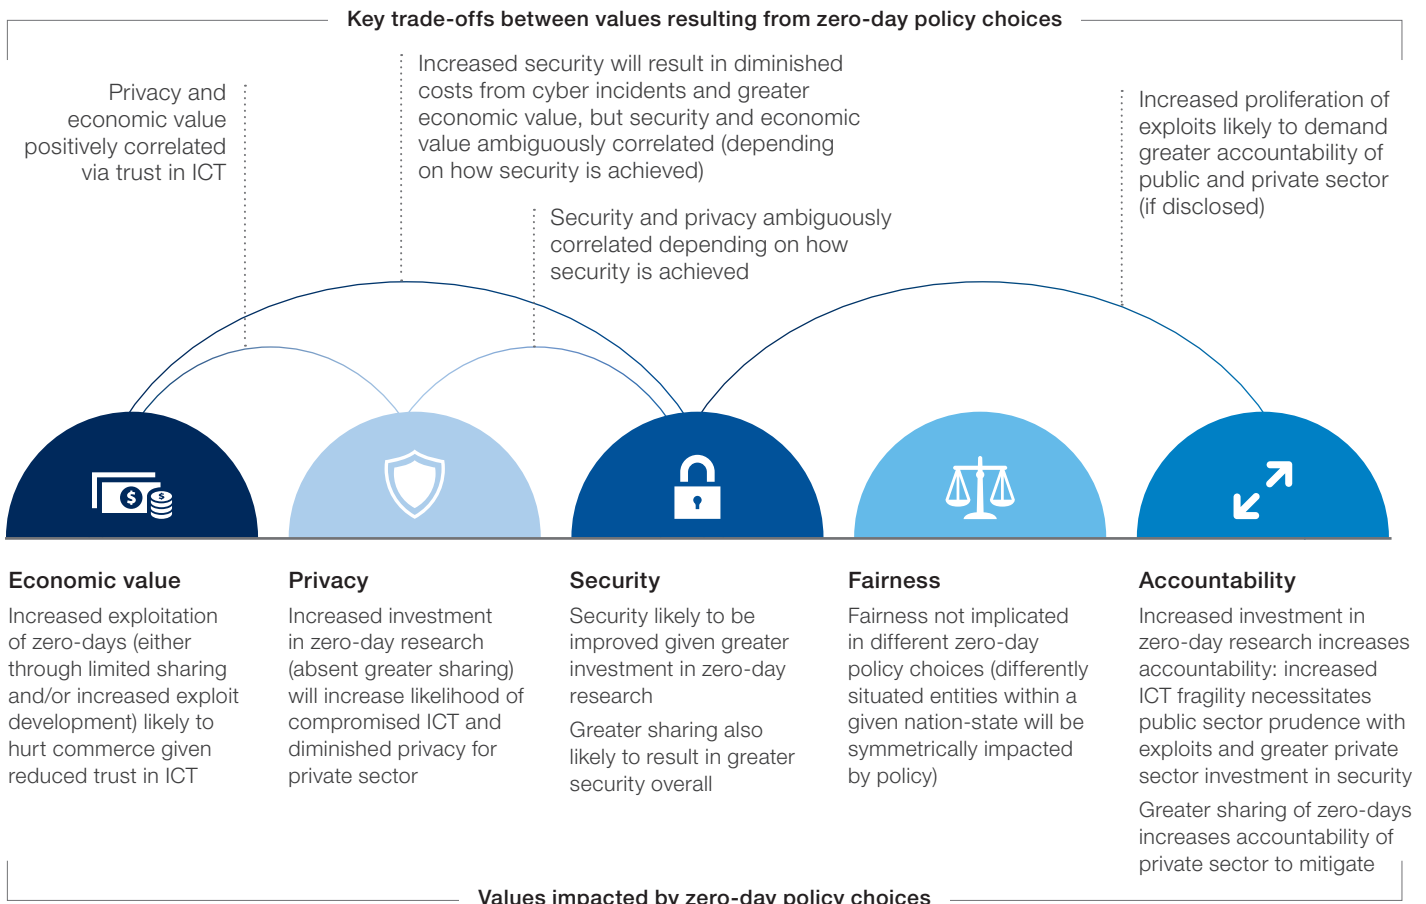 Key trade-offs between values resulting from zero-day policy choices
Privacy and
economic value
positively correlated
via trust in ICT
Increased security will result in diminished
costs from cyber incidents and greater
economic value, but security and economic
value ambiguously correlated (depending
on how security is achieved)
Security and privacy ambiguously
correlated depending on how
security is achieved
Increased proliferation of
exploits likely to demand
greater accountability of
public and private sector
(if disclosed)
$
$
Economic value
Increased exploitation
of zero-days (either
through limited sharing
and/or increased exploit
development) likely to
hurt commerce given
reduced trust in ICT
Privacy
Increased investment
in zero-day research
(absent greater sharing)
will increase likelihood of
compromised ICT and
diminished privacy for
private sector
Security
Security likely to be
improved given greater
investment in zero-day
research
Greater sharing also
likely to result in greater
security overall
Fairness
Fairness not implicated
in different zero-day
policy choices (differently
situated entities within a
given nation-state will be
symmetrically impacted
by policy)
Accountability
Increased investment in
zero-day research increases
accountability: increased
ICT fragility necessitates
public sector prudence with
exploits and greater private
sector investment in security
Greater sharing of zero-days
increases accountability of
private sector to mitigate
Values impacted by zero-day policy choices